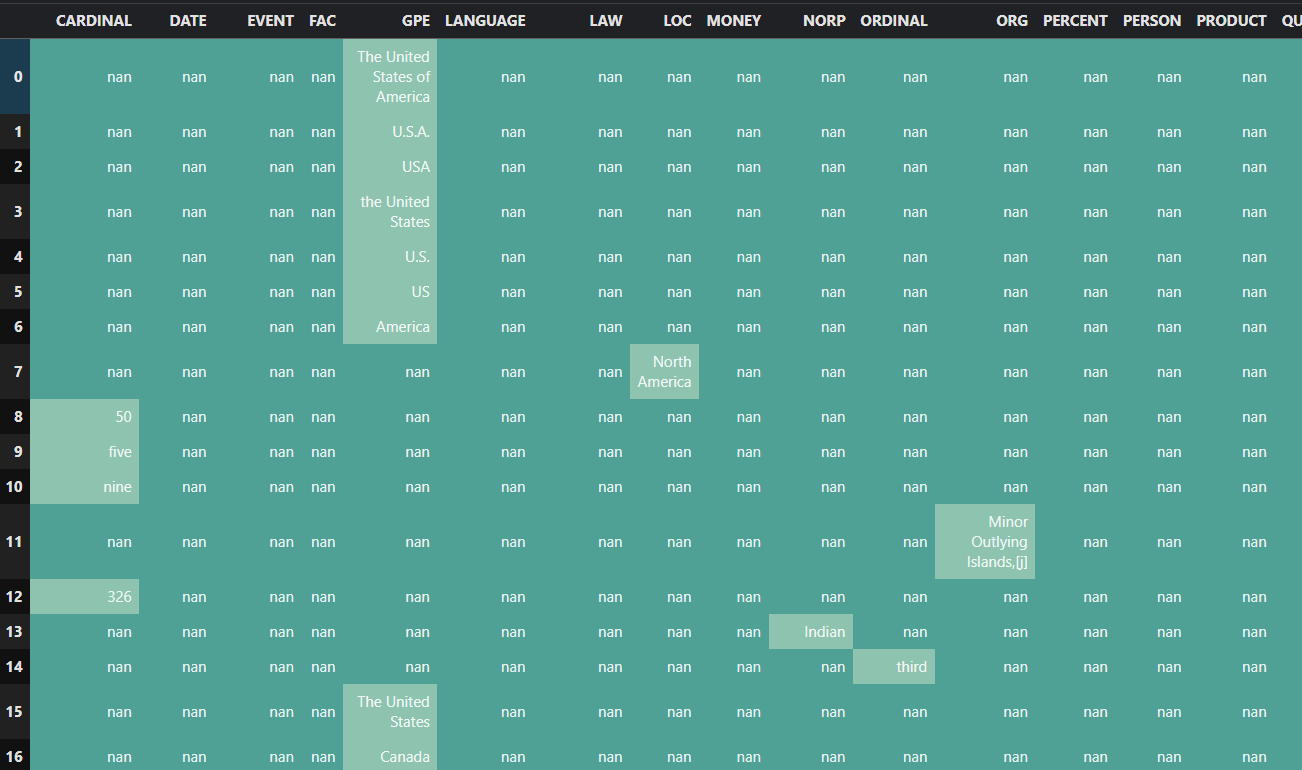 CARDINAL DATE EVENT FAC GPE LANGUAGE LAW LOC MONEY NORP ORDINAL ORG PERCENT PERSON PRODUCT QU
0 nan nan nan nan The United States of America nan nan nan nan nan nan nan nan nan nan
1 nan nan nan nan U.S.A. nan nan nan nan nan nan nan nan nan nan
2 nan nan nan nan USA nan nan nan nan nan nan nan nan nan nan
3 nan nan nan nan the United States nan nan nan nan nan nan nan nan nan nan
4 nan nan nan nan U.S. nan nan nan nan nan nan nan nan nan nan
5 nan nan nan nan US nan nan nan nan nan nan nan nan nan nan
6 nan nan nan nan America nan nan nan nan nan nan nan nan nan nan
7 nan nan nan nan nan nan nan North America nan nan nan nan nan nan nan
8 50 nan nan nan nan nan nan nan nan nan nan nan nan nan nan
9 five nan nan nan nan nan nan nan nan nan nan nan nan nan nan
10 nine nan nan nan nan nan nan nan nan nan nan nan nan nan nan
11 nan nan nan nan nan nan nan nan nan nan nan Minor Outlying Islands,[j] nan nan nan
12 326 nan nan nan nan nan nan nan nan nan nan nan nan nan nan
13 nan nan nan nan nan nan nan nan nan Indian nan nan nan nan nan
14 nan nan nan nan nan nan nan nan nan nan third nan nan nan nan
15 nan nan nan nan The United States nan nan nan nan nan nan nan nan nan nan
16 nan nan nan nan Canada nan nan nan nan nan nan nan nan nan nan